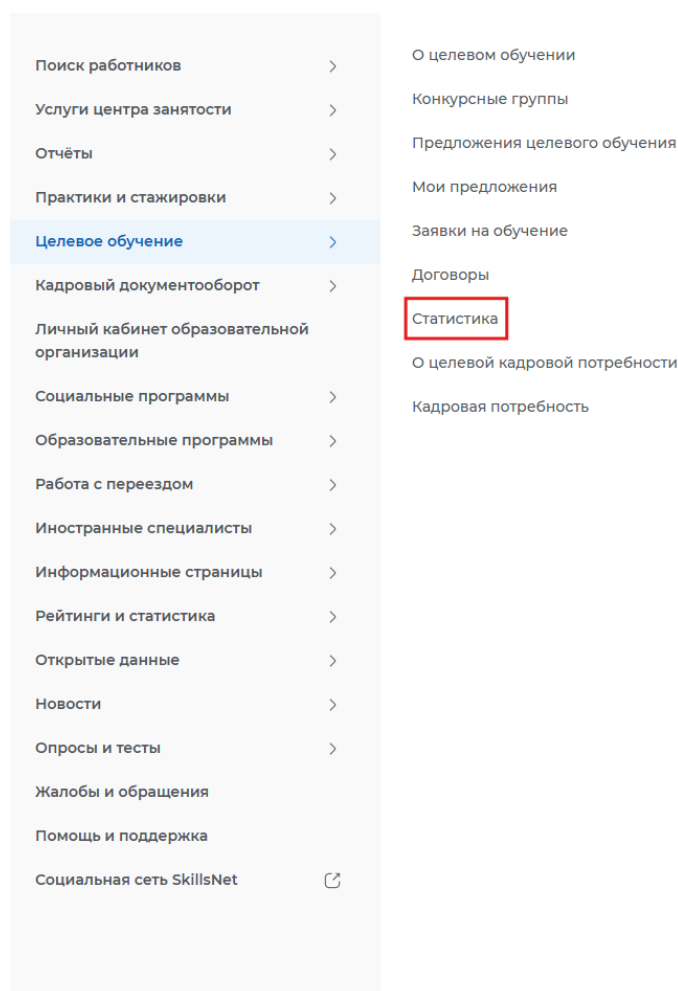 Поиск работников
Услуги центра занятости
Отчёты
Практики и стажировки
Целевое обучение
Кадровый документооборот
Личный кабинет образовательной
организации
Социальные программы
Образовательные программы
Работа с переездом
Иностранные специалисты
Информационные страницы
Рейтинги и статистика
Открытые данные
Новости
Опросы и тесты
Жалобы и обращения
Помощь и поддержка
Социальная сеть SkillsNet
О целевом обучении
Конкурсные группы
Предложения целевого обучения
Мои предложения
Заявки на обучение
Договоры
Статистика
О целевой кадровой потребности
Кадровая потребность